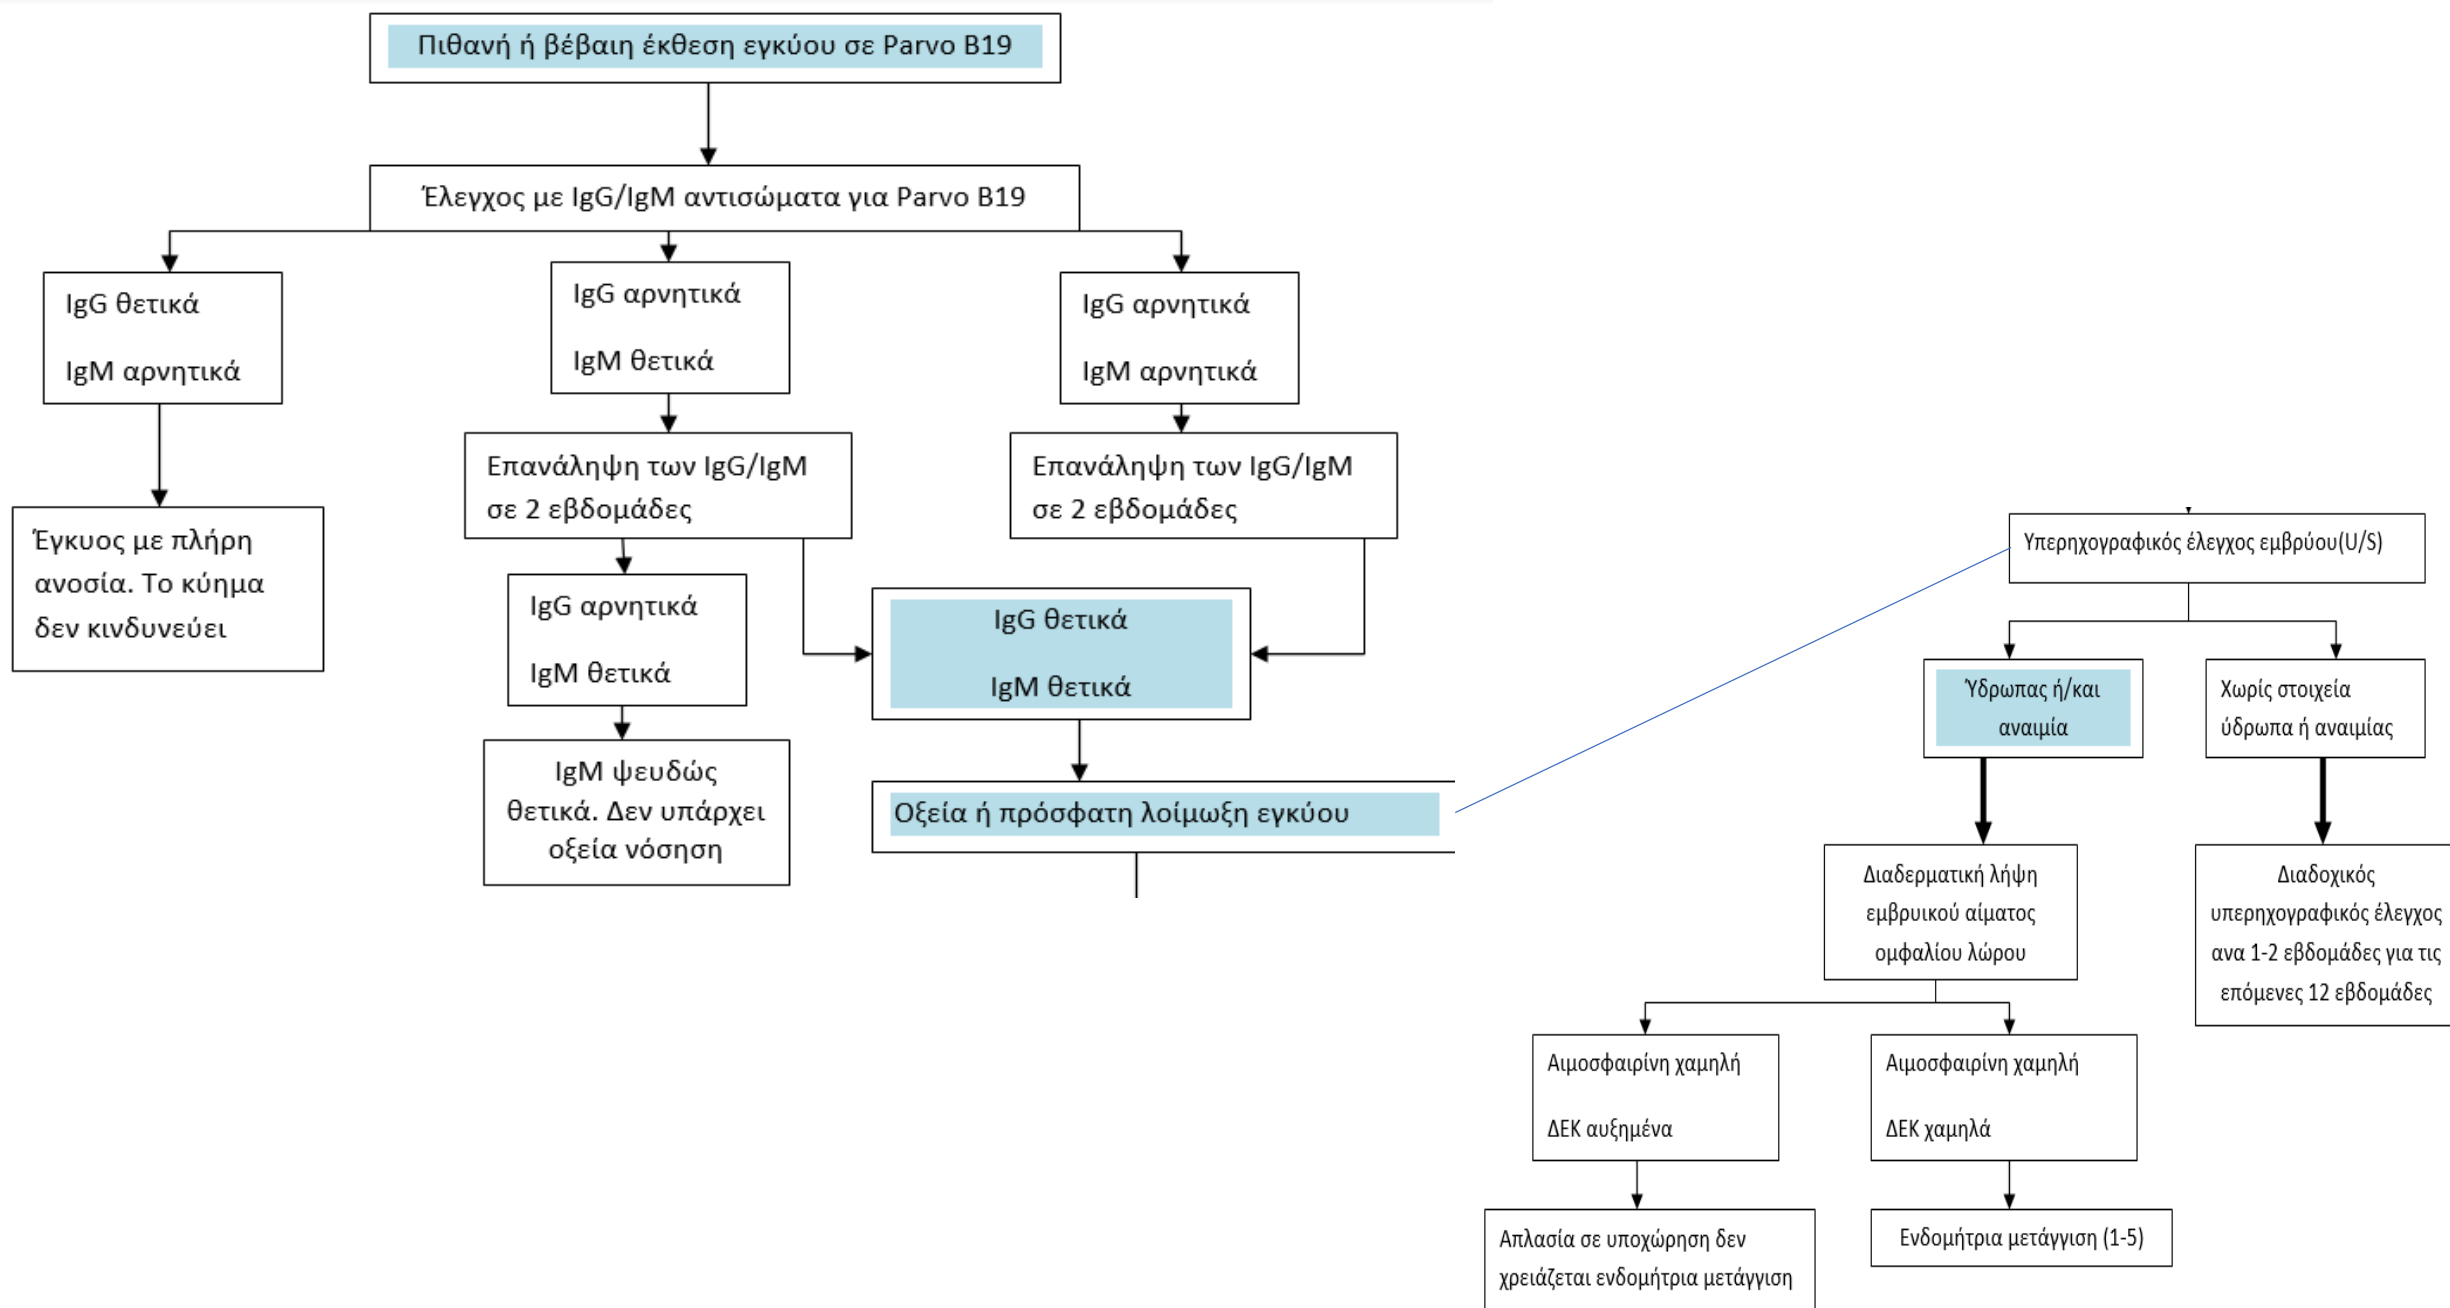 Πιθανή ή βέβαιη έκθεση εγκύου σε Parvo B19
Έλεγχος με IgG/IgM αντισώματα για Parvo B19
IgG θετικά
IgM αρνητικά
IgG αρνητικά
IgM θετικά
IgG αρνητικά
IgM αρνητικά
Επανάληψη των IgG/IgM
σε 2 εβδομάδες
Επανάληψη των IgG/IgM
σε 2 εβδομάδες
Έγκυος με πλήρη
ανοσία. Το κύημα
δεν κινδυνεύει
IgG αρνητικά
IgM θετικά
IgG θετικά
IgM θετικά
IgM ψευδώς
θετικά. Δεν υπάρχει
οξεία νόσηση
Οξεία ή πρόσφατη λοίμωξη εγκύου
Υπερηχογραφικός έλεγχος εμβρύου(U/S)
Ύδρωπας ή/και
αναιμία
Χωρίς στοιχεία
ύδρωπα ή αναιμίας
Διαδερματική λήψη
εμβρυικού αίματος
ομφαλίου λώρου
Διαδοχικός
υπερηχογραφικός έλεγχος
ανα 1-2 εβδομάδες για τις
επόμενες 12 εβδομάδες
Αιμοσφαιρίνη χαμηλή
ΔΕΚ αυξημένα
Αιμοσφαιρίνη χαμηλή
ΔΕΚ χαμηλά
Απλασία σε υποχώρηση δεν
χρειάζεται ενδομήτρια μετάγγιση
Ενδομήτρια μετάγγιση (1-5)